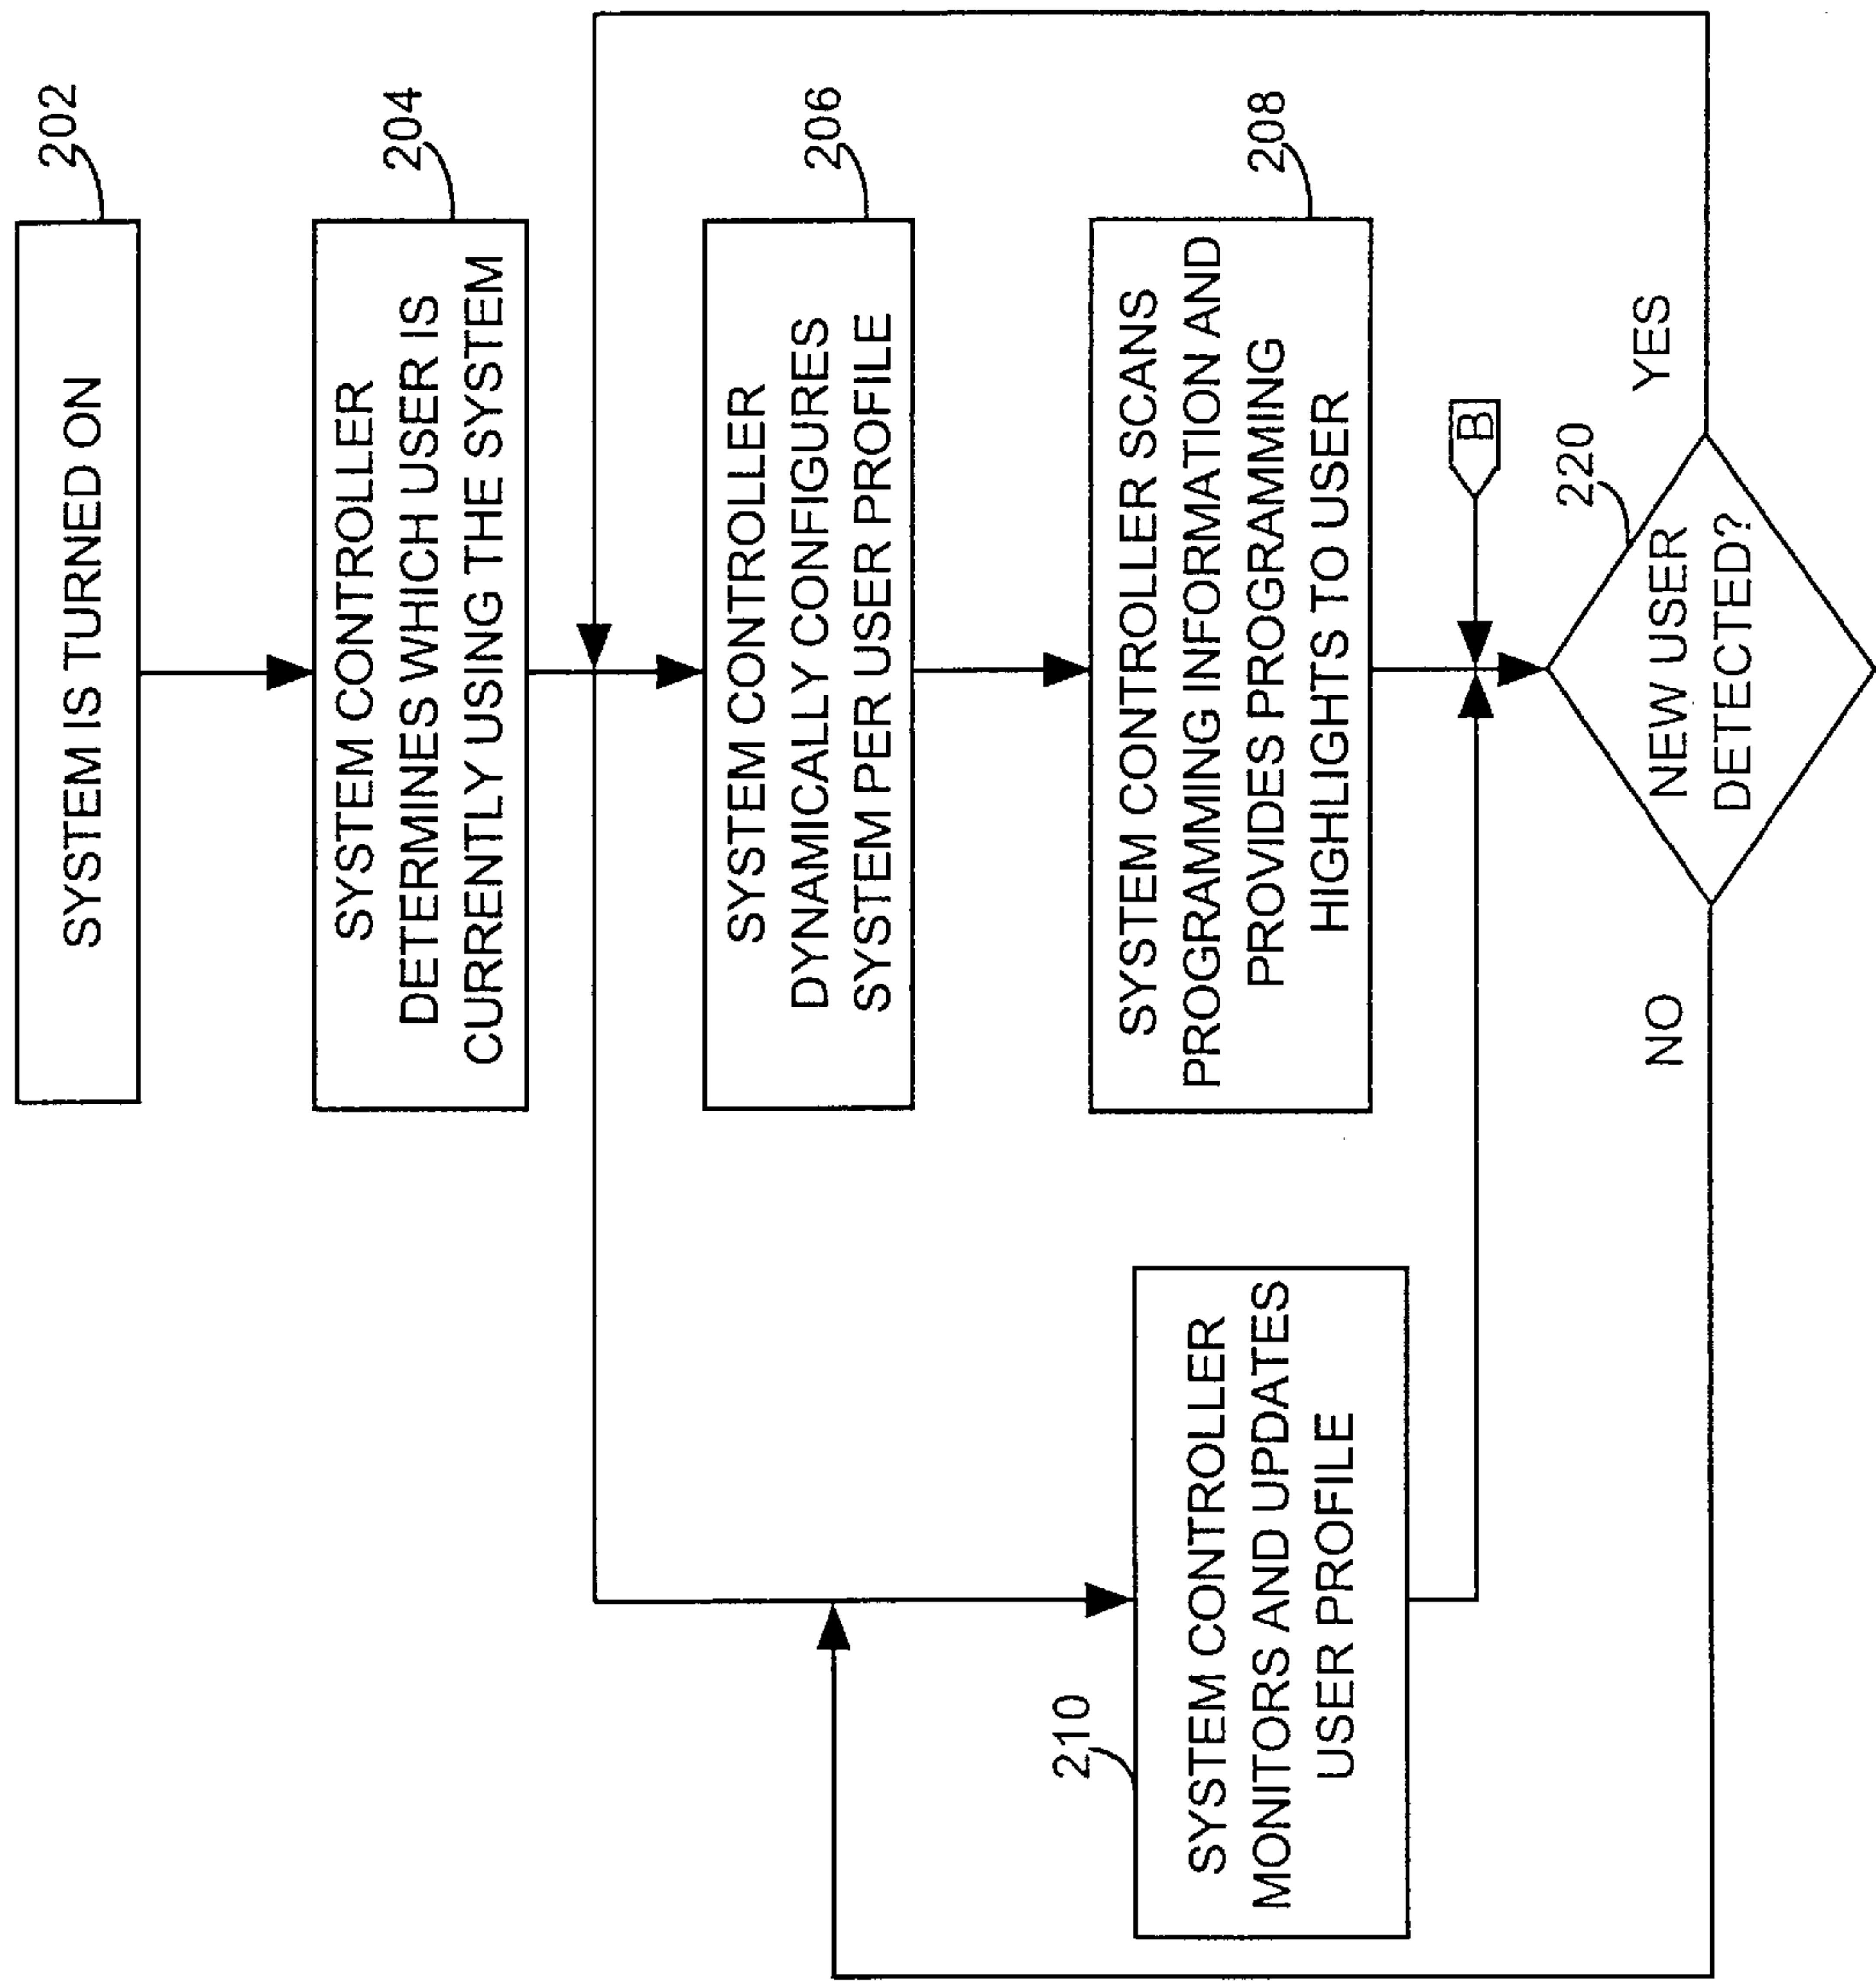 202
SYSTEM IS TURNED ON
204
SYSTEM CONTROLLER
DETERMINES WHICH USER IS
CURRENTLY USING THE SYSTEM
206
SYSTEM CONTROLLER
DYNAMICALLY CONFIGURES
SYSTEM PER USER PROFILE
208
SYSTEM CONTROLLER SCANS
PROGRAMMING INFORMATION AND
PROVIDES PROGRAMMING
HIGHLIGHTS TO USER
210
SYSTEM CONTROLLER
MONITORS AND UPDATES
USER PROFILE
B
220
NEW USER
DETECTED?
NO
YES